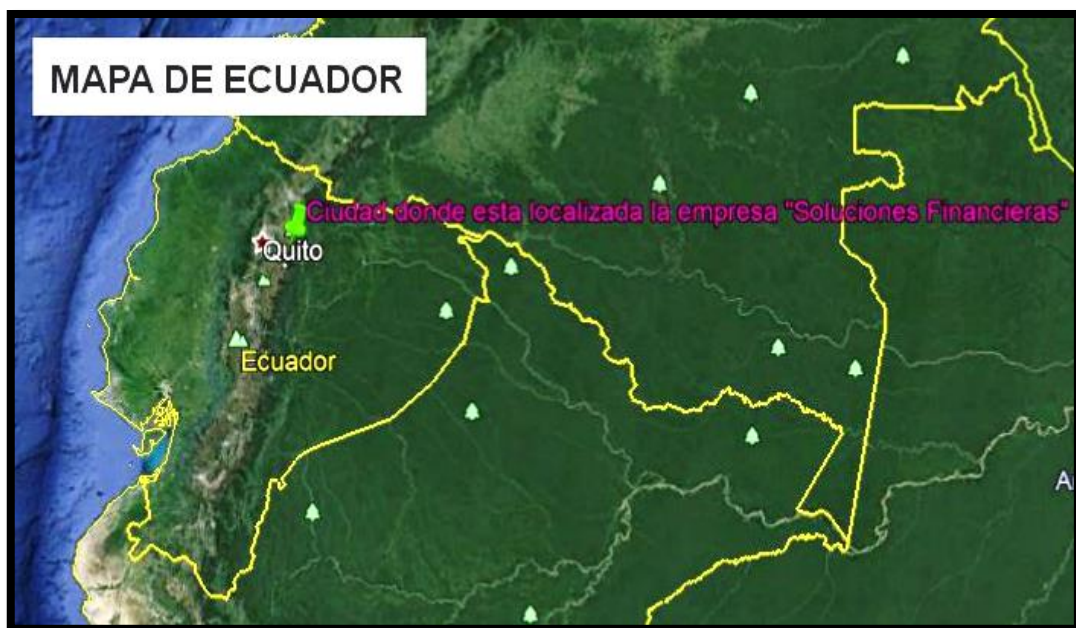 MAPA DE ECUADOR
Ciudad donde esta localizada la empresa "Soluciones Financieras"
Quito
Ecuador